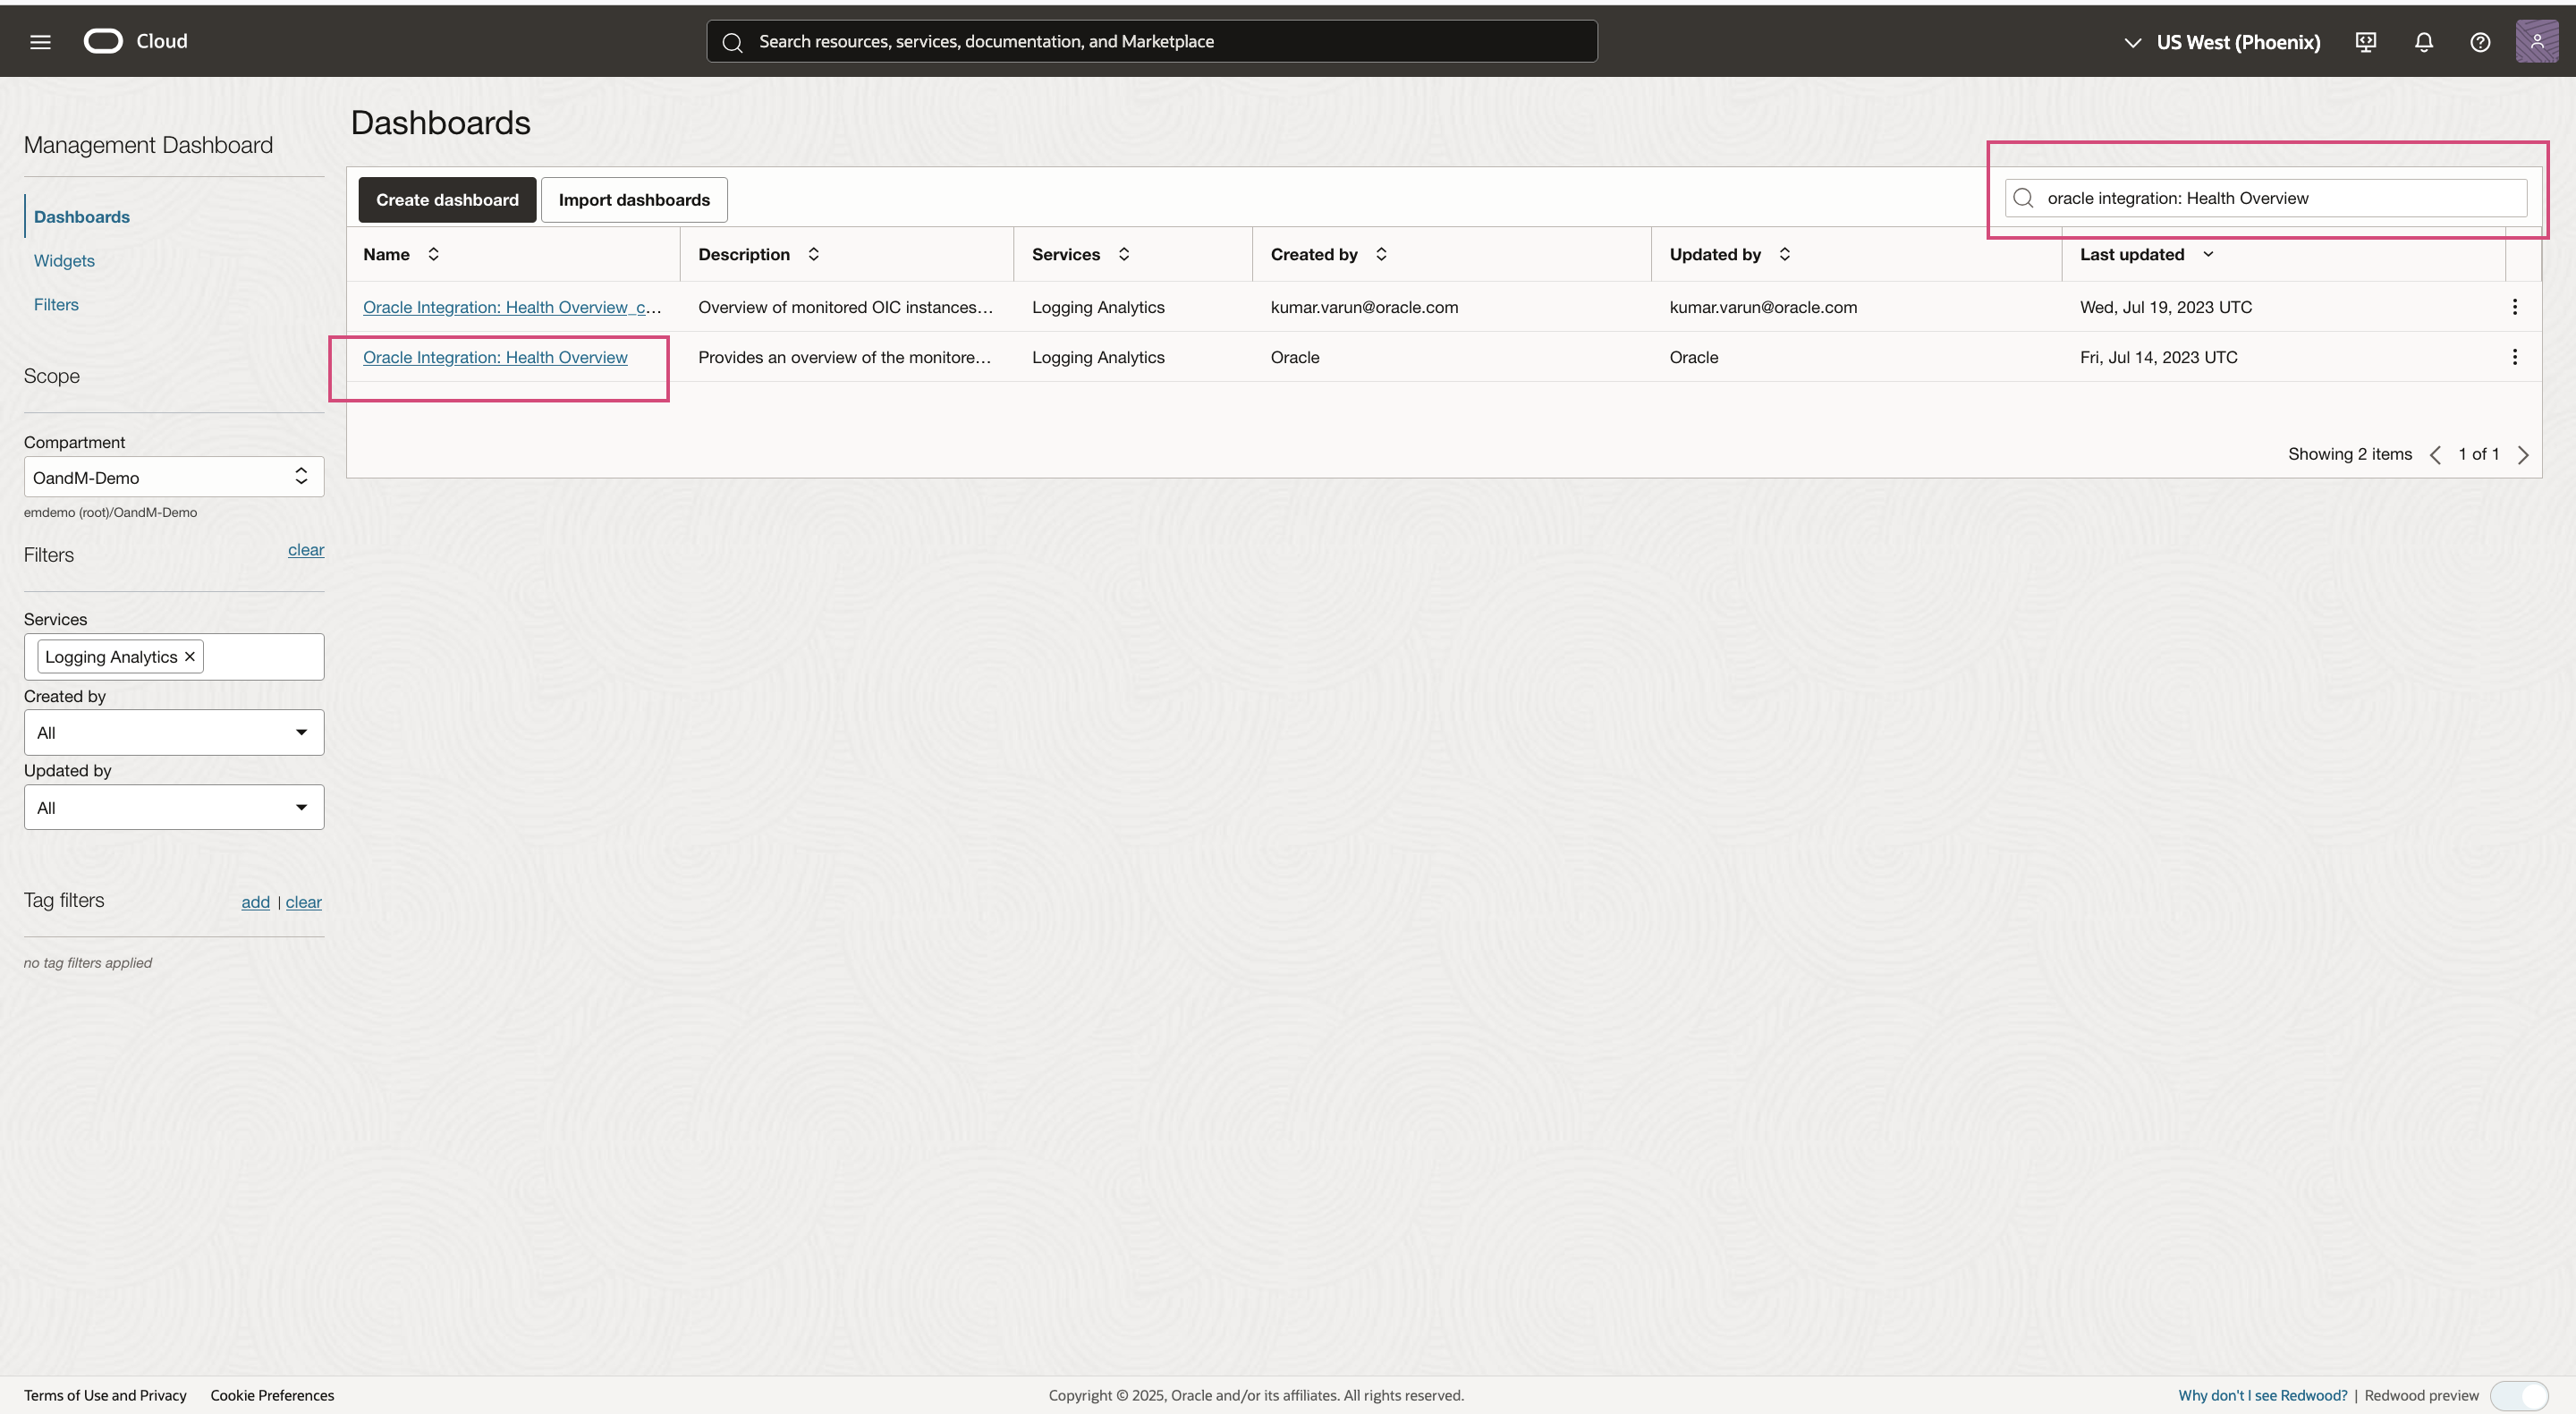 Cloud
Search resources, services, documentation, and Marketplace
US West (Phoenix)
Management Dashboard
Dashboards
Widgets
Filters
Scope
Compartment
OandM-Demo
emdemo (root)/OandM-Demo
Filters clear
Services
Logging Analytics ×
Created by
All
Updated by
All
Tag filters add | clear
no tag filters applied
Dashboards
Create dashboard Import dashboards
oracle integration: Health Overview
Name Description Services Created by Updated by Last updated
Oracle Integration: Health Overview_c... Overview of monitored OIC instances... Logging Analytics kumar.varun@oracle.com kumar.varun@oracle.com Wed, Jul 19, 2023 UTC
Oracle Integration: Health Overview Provides an overview of the monitore... Logging Analytics Oracle Oracle Fri, Jul 14, 2023 UTC
Showing 2 items 1 of 1
Terms of Use and Privacy Cookie Preferences
Copyright © 2025, Oracle and/or its affiliates. All rights reserved.
Why don't I see Redwood? | Redwood preview